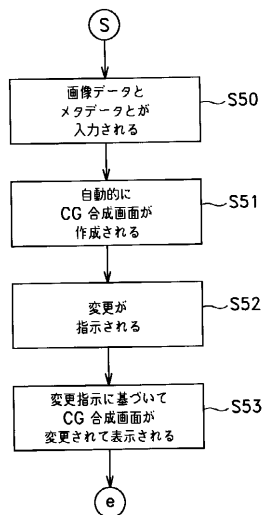 S
画像データと
メタデータとが
入力される
S50
自動的に
CG 合成画面が
作成される
S51
変更が
指示される
S52
変更指示に基づいて
CG 合成画面が
変更されて表示される
S53
e